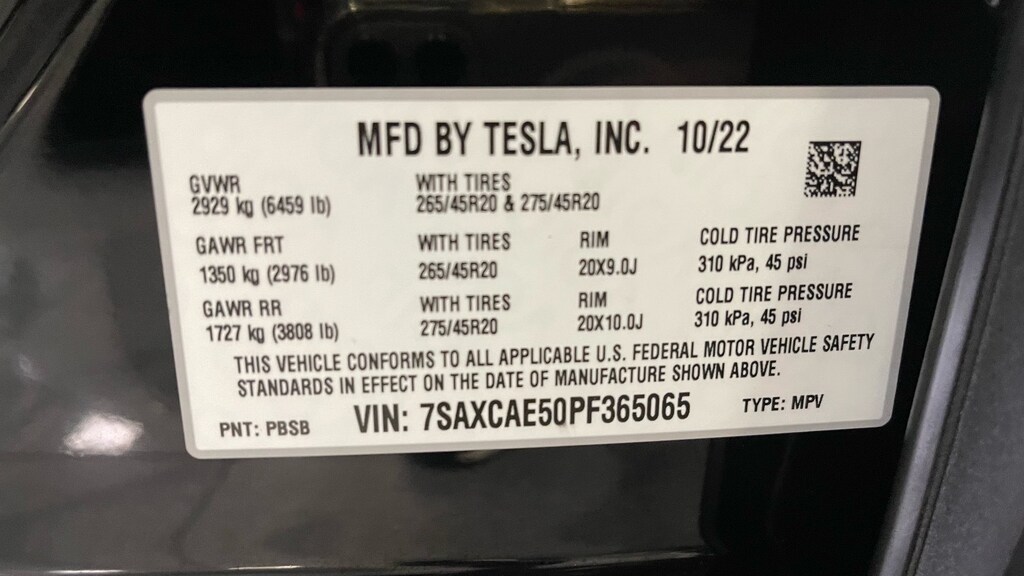 MFD BY TESLA, INC. 10/22
GVWR WITH TIRES
2929 kg (6459 lb) 265/45R20 & 275/45R20
GAWR FRT WITH TIRES RIM COLD TIRE PRESSURE
1350 kg (2976 lb) 265/45R20 20X9.0J 310 kPa, 45 psi
GAWR RR WITH TIRES RIM COLD TIRE PRESSURE
1727 kg (3808 lb) 275/45R20 20X10.0J 310 kPa, 45 psi
THIS VEHICLE CONFORMS TO ALL APPLICABLE U.S. FEDERAL MOTOR VEHICLE SAFETY
STANDARDS IN EFFECT ON THE DATE OF MANUFACTURE SHOWN ABOVE.
PNT: PBSB VIN: 7SAXCAE50PF365065 TYPE: MPV